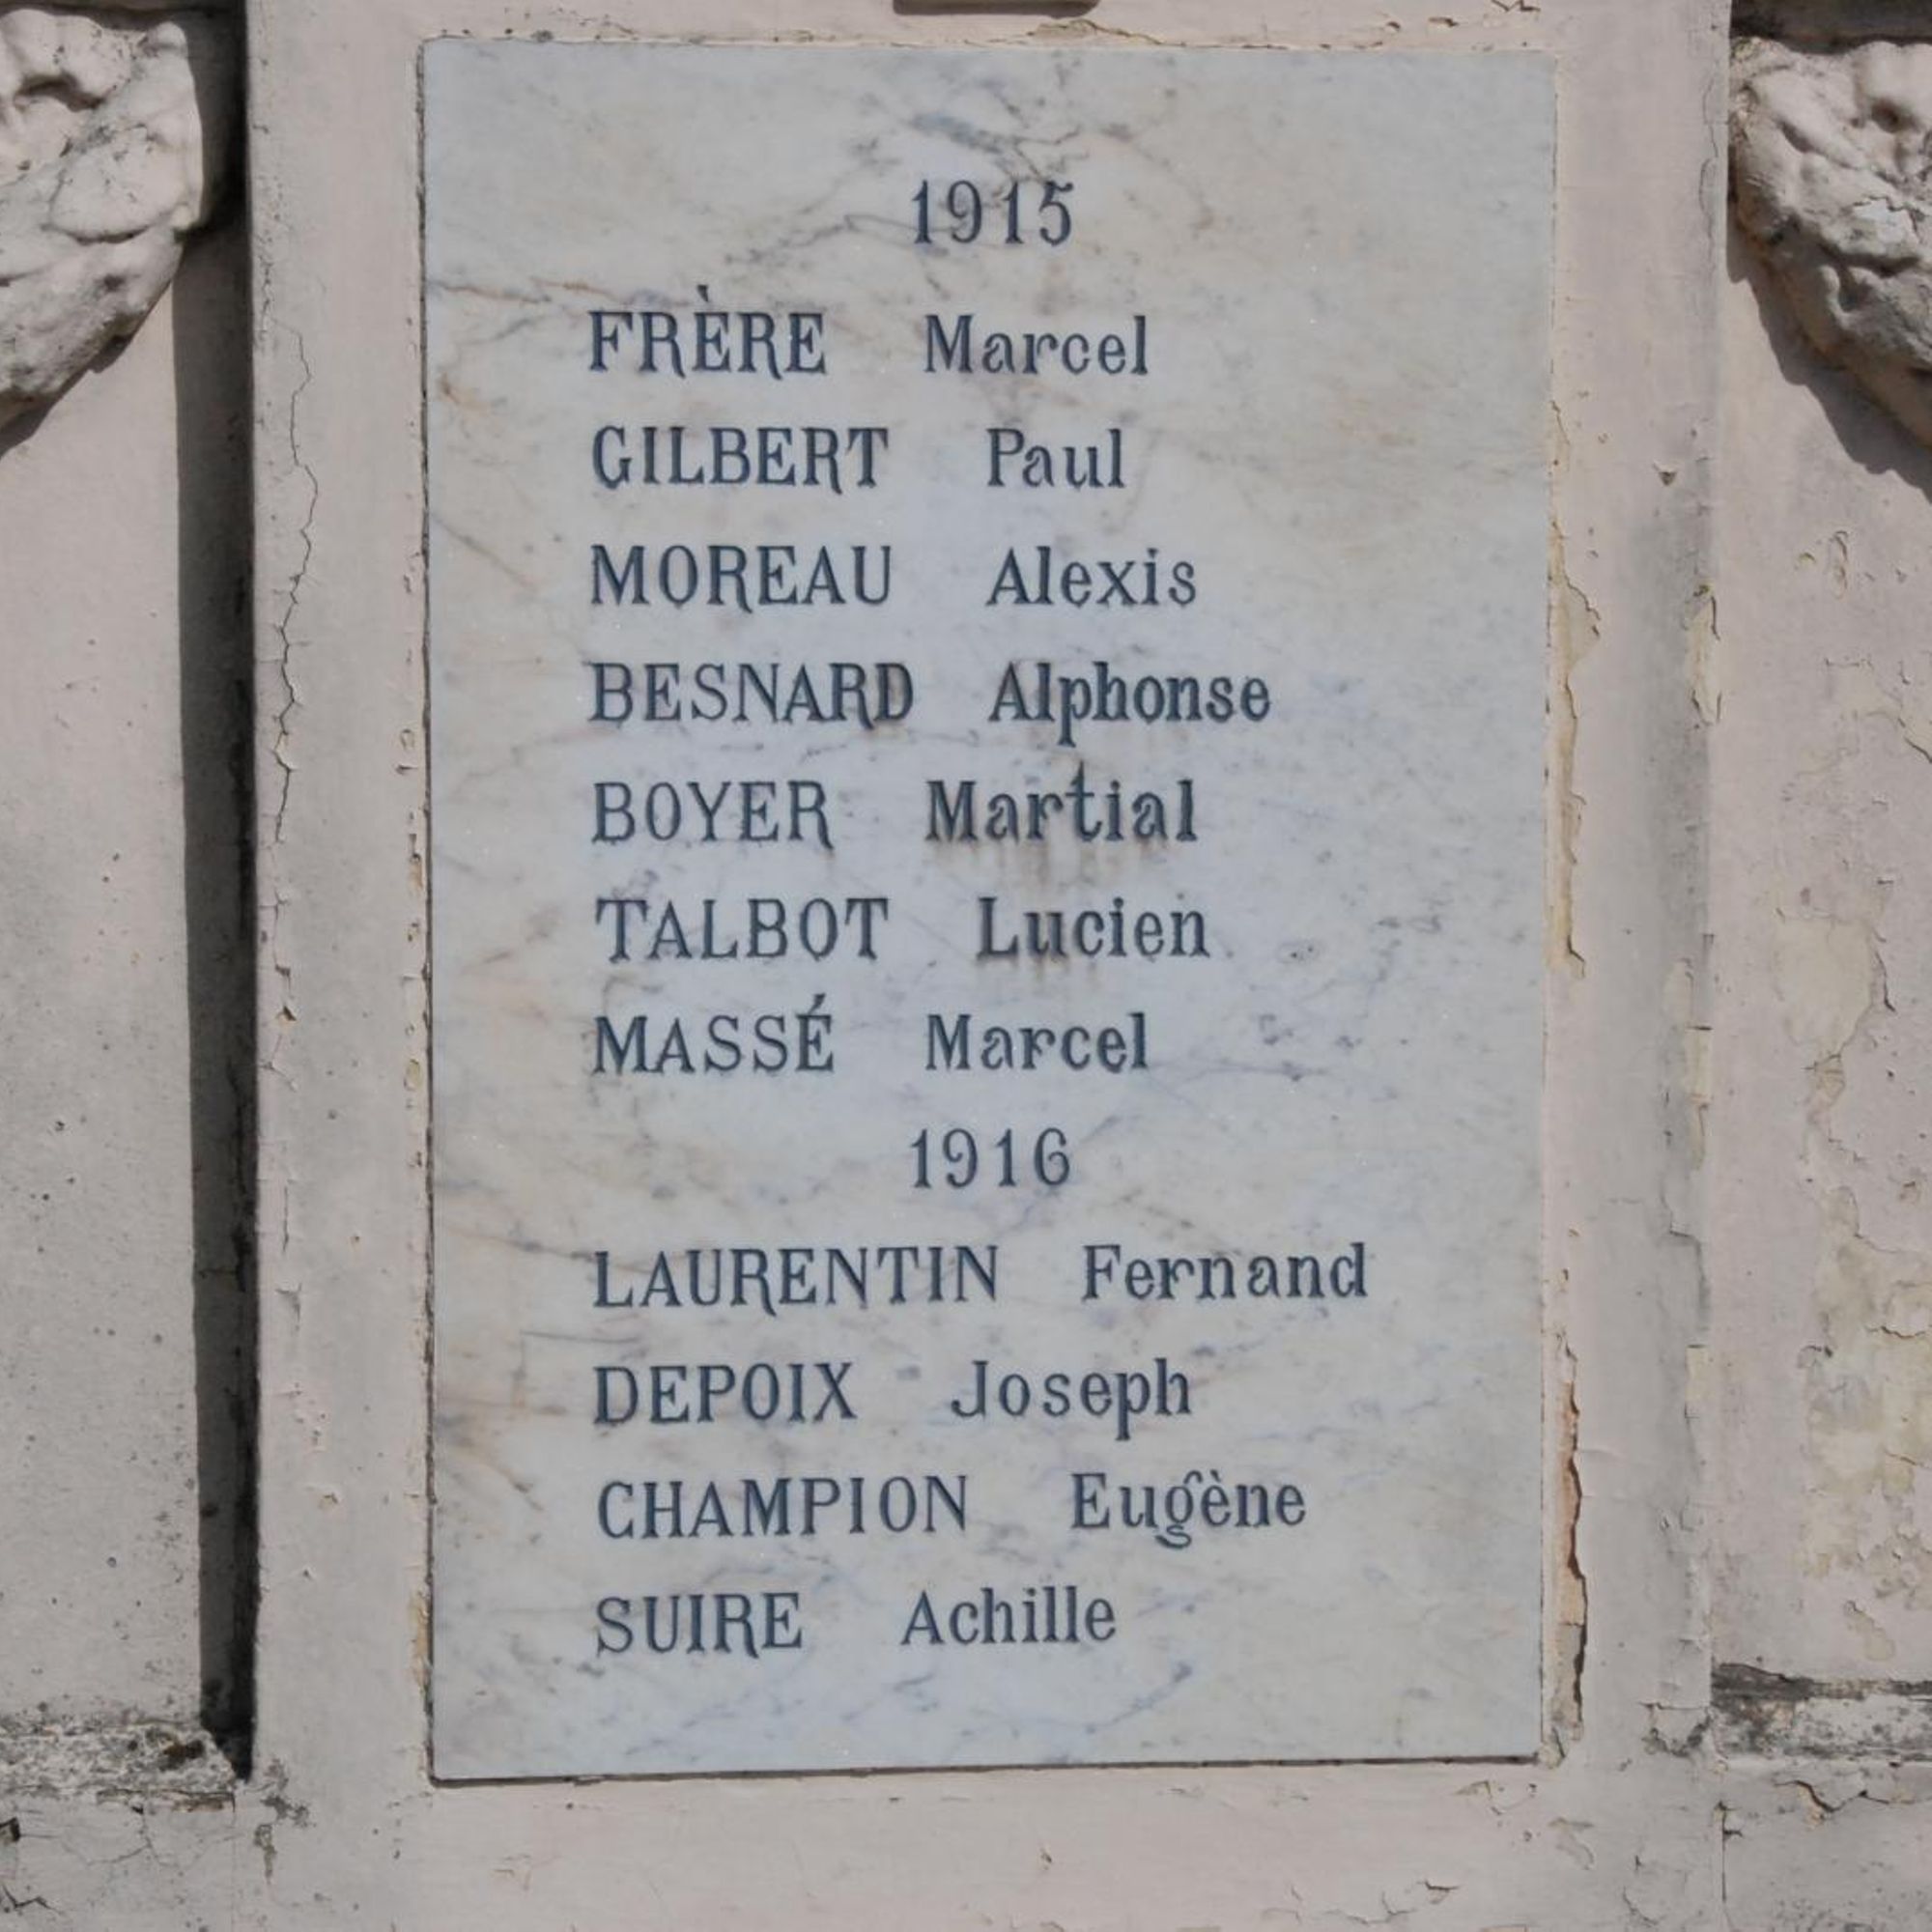 1915
FRÈRE Marcel
GILBERT Paul
MOREAU Alexis
BESNARD Alphonse
BOYER Martial
TALBOT Lucien
MASSÉ Marcel
1916
LAURENTIN Fernand
DEPOIX Joseph
CHAMPION Eugène
SUIRE Achille